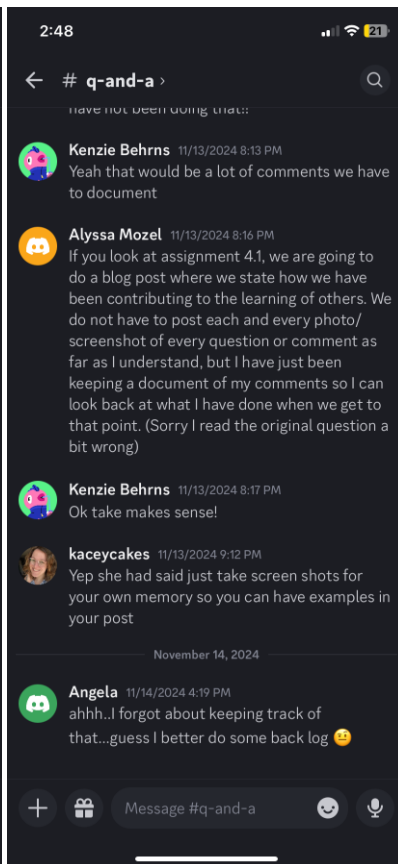 2:48
21
# q-and-a >
have not been doing that!!
Kenzie Behrns 11/13/2024 8:13 PM
Yeah that would be a lot of comments we have
to document
Alyssa Mozel 11/13/2024 8:16 PM
If you look at assignment 4.1, we are going to
do a blog post where we state how we have
been contributing to the learning of others. We
do not have to post each and every photo/
screenshot of every question or comment as
far as I understand, but I have just been
keeping a document of my comments so I can
look back at what I have done when we get to
that point. (Sorry I read the original question a
bit wrong)
Kenzie Behrns 11/13/2024 8:17 PM
Ok take makes sense!
kaceycakes 11/13/2024 9:12 PM
Yep she had said just take screen shots for
your own memory so you can have examples in
your post
November 14, 2024
Angela 11/14/2024 4:19 PM
ahhh..I forgot about keeping track of
that...guess I better do some back log 🤨
Message #q-and-a